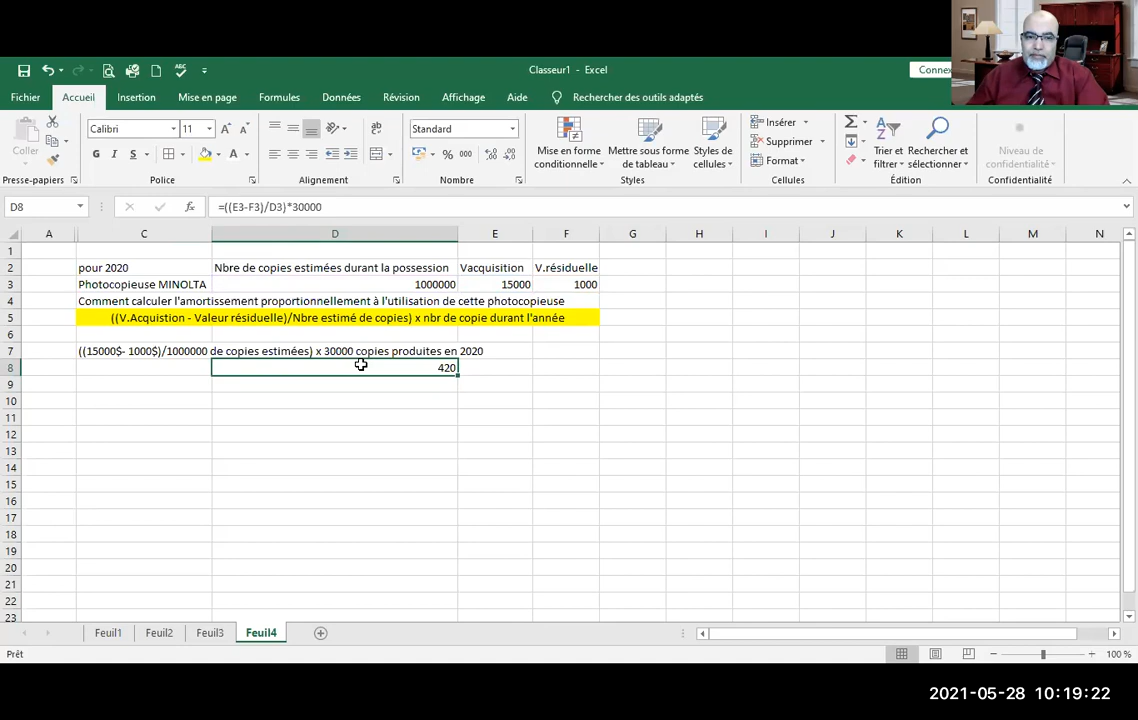 Classeur1 - Excel
Connex
Fichier Accueil Insertion Mise en page Formules Données Révision Affichage Aide Rechercher des outils adaptés
Coller
Calibri 11
G I S
Standard
% 000
Mise en forme conditionnelle
Mettre sous forme de tableau
Styles de cellules
Insérer
Supprimer
Format
Trier et filtrer
Rechercher et sélectionner
Niveau de confidentialité
Presse-papiers Police Alignement Nombre Styles Cellules Édition Confidentialité
D8 fx =((E3-F3)/D3)*30000
A C D E F G H I J K L M N
1
2 pour 2020 Nbre de copies estimées durant la possession Vacquisition V.résiduelle
3 Photocopieuse MINOLTA 1000000 15000 1000
4 Comment calculer l'amortissement proportionnellement à l'utilisation de cette photocopieuse
5 ((V.Acquistion - Valeur résiduelle)/Nbre estimé de copies) x nbr de copie durant l'année
6
7 ((15000$- 1000$)/1000000 de copies estimées) x 30000 copies produites en 2020
8 420
9
10
11
12
13
14
15
16
17
18
19
20
21
22
23
Feuil1 Feuil2 Feuil3 Feuil4
Prêt 100 %
2021-05-28 10:19:22